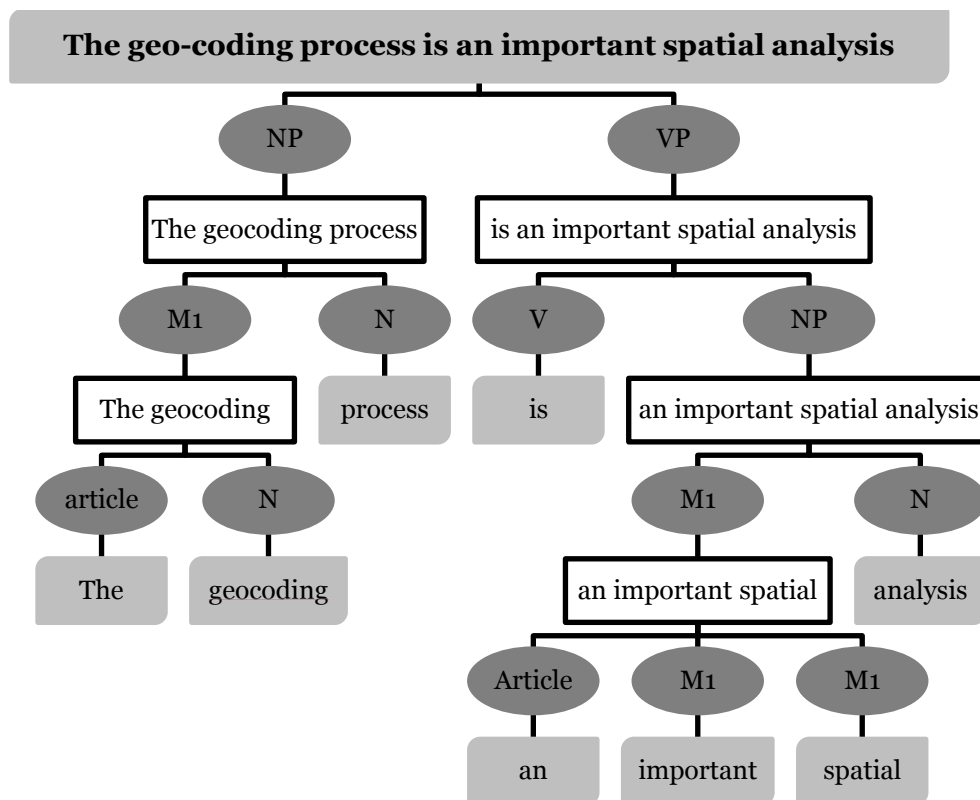 The geo-coding process is an important spatial analysis
NP
VP
The geocoding process
is an important spatial analysis
M1
N
V
NP
The geocoding
process
is
an important spatial analysis
article
N
M1
N
The
geocoding
an important spatial
analysis
Article
M1
M1
an
important
spatial